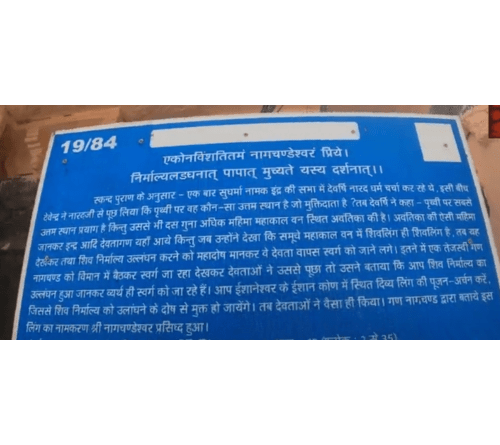 19/84
एकोनविंशतितमं नागचण्डेश्वरं प्रिये।
निर्माल्यलङघनात् पापात् मुच्यते यस्य दर्शनात्।।
स्कन्द पुराण के अनुसार - एक बार सुधर्मा नामक इंद्र की सभा मे देवर्षि नारद धर्म चर्चा कर रहे थे, इसी बीच
देवेन्द्र ने नारदजी से पूछ लिया कि पृथ्वी पर वह कौन-सा उत्तम स्थान है जो मुक्तिदाता है ?तब देवर्षि ने कहा - पृथ्वी पर सबसे
उत्तम स्थान प्रयाग है किन्तु उससे भी दस गुना अधिक महिमा महाकाल वन स्थित अवंतिका की है। अवंतिका की ऐसी महिमा
जानकर इन्द्र आदि देवतागण यहाँ आये किन्तु जब उन्होंने देखा कि समूचे महाकाल वन में शिवलिंग ही शिवलिंग है, तब यह
देखकर तथा शिव निर्माल्य उल्लंघन करने को महादोष मानकर वे देवता वापस स्वर्ग को जाने लगे। इतने में एक तेजस्वी गण
नागचण्ड को विमान में बैठकर स्वर्ग जा रहा देखकर देवताओं ने उससे पूछा तो उसने बताया कि आप शिव निर्माल्य का
उल्लंघन हुआ जानकर व्यर्थ ही स्वर्ग को जा रहे हैं। आप ईशानेश्वर के ईशान कोण में स्थित दिव्य लिंग की पूजन-अर्चन करें,
जिससे शिव निर्माल्य को उलांघने के दोष से मुक्त हो जायेंगे। तब देवताओं ने वैसा ही किया। गण नागचण्ड द्वारा बताये इस
लिंग का नामकरण श्री नागचण्डेश्वर प्रसिध्द हुआ।